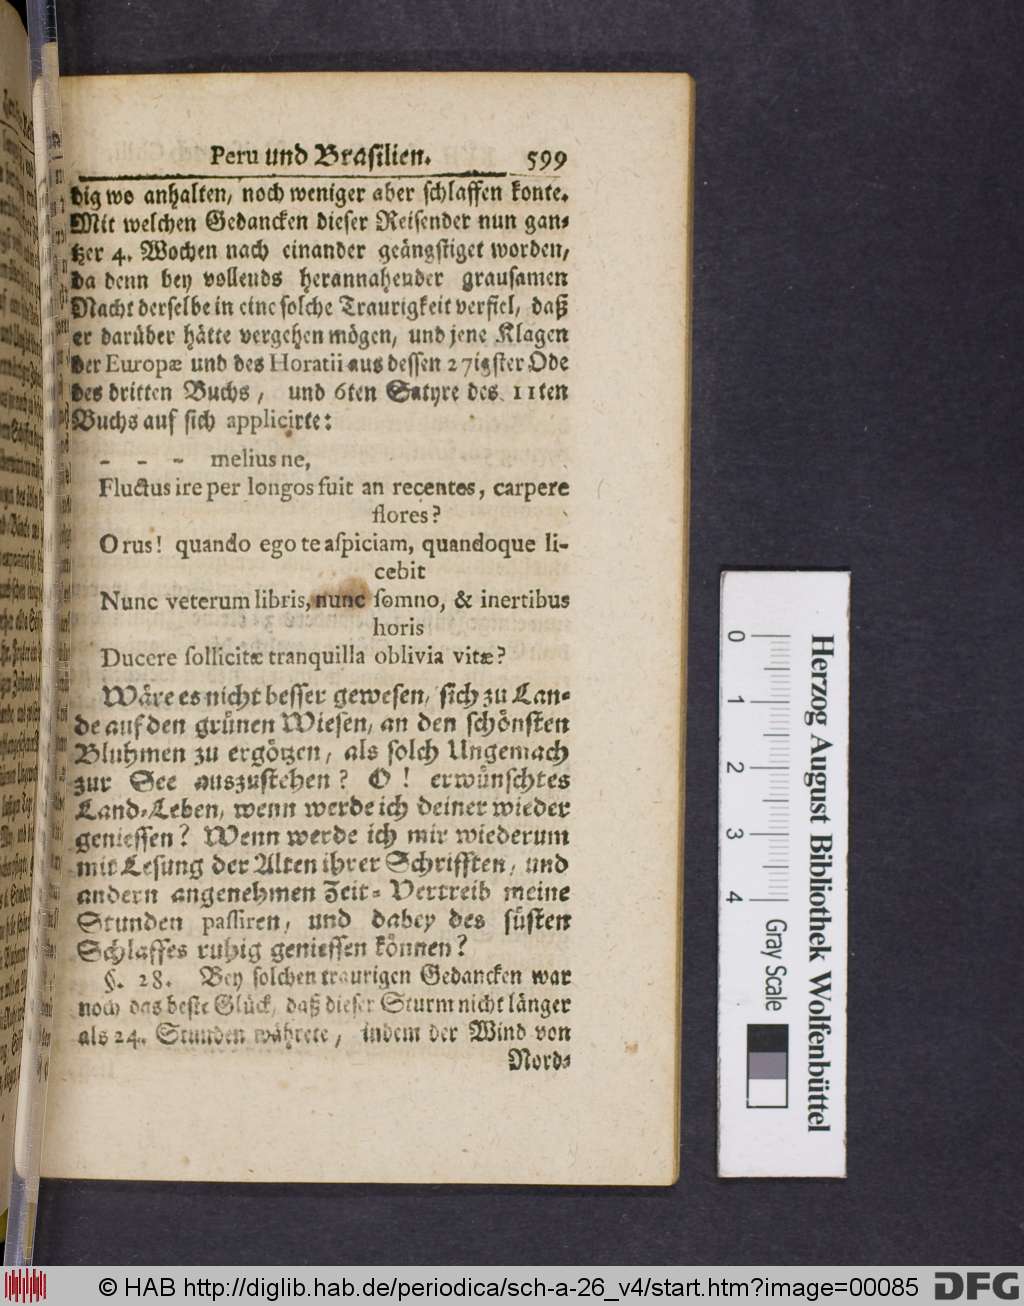 Peru und Brasilien. 599
dig wo anhalten, noch weniger aber schlaffen konte.
Mit welchen Gedancken dieser Reisender nun gan-
tzer 4. Wochen nach einander geängstiget worden,
da denn bey vollends herannahender grausamen
Nacht derselbe in eine solche Traurigkeit verfiel, daß
er darüber hätte vergehen mögen, und jene Klagen
der Europæ und des Horatii aus dessen 27igster Ode
des dritten Buchs, und 6ten Satyre des 11ten
Buchs auf sich applicirte:
- - - melius ne,
Fluctus ire per longos fuit an recentes, carpere
flores?
O rus! quando ego te aſpiciam, quandoque li-
cebit
Nunc veterum libris, nunc ſomno, & inertibus
horis
Ducere ſollicitæ tranquilla oblivia vitæ?
Wäre es nicht besser gewesen, sich zu Lan-
de auf den grünen Wiesen, an den schönsten
Bluhmen zu ergötzen, als solch Ungemach
zur See auszustehen? O! erwünschtes
Land-Leben, wenn werde ich deiner wieder
geniessen? Wenn werde ich mir wiederum
mit Lesung der Alten ihrer Schrifften, und
andern angenehmen Zeit-Vertreib meine
Stunden passiren, und dabey des süsten
Schlaffes ruhig geniessen können?
§. 28. Bey solchen traurigen Gedancken war
noch das beste Glück, daß dieser Sturm nicht länger
als 24. Stunden währete, indem der Wind von
Nord-
0 1 2 3 4
Gray Scale
Herzog August Bibliothek Wolfenbüttel
© HAB http://diglib.hab.de/periodica/sch-a-26_v4/start.htm?image=00085
DFG